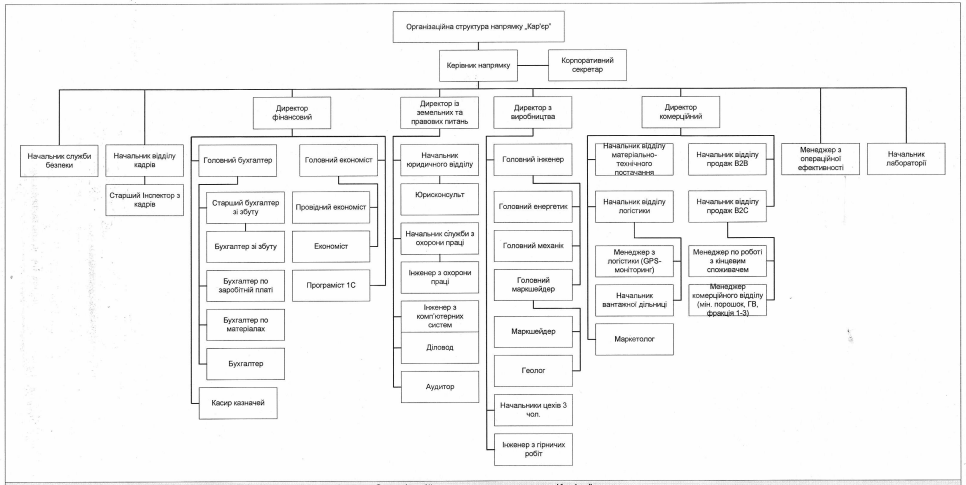 Організаційна структура напрямку „Кар'єр"
Керівник напрямку
Корпоративний
секретар
Директор
фінансовий
Директор із
земельних та
правових питань
Директор з
виробництва
Директор
комерційний
Начальник служби
безпеки
Начальник відділу
кадрів
Старший Інспектор з
кадрів
Головний бухгалтер
Старший бухгалтер
зі збуту
Бухгалтер зі збуту
Бухгалтер по
заробітній платі
Бухгалтер по
матеріалах
Бухгалтер
Касир казначей
Головний економіст
Провідний економіст
Економіст
Програміст 1С
Начальник
юридичного відділу
Юрисконсульт
Начальник служби з
охорони праці
Інженер з охорони
праці
Інженер з
комп'ютерних
систем
Діловод
Аудитор
Головний інженер
Головний енергетик
Головний механік
Головний
маркшейдер
Маркшейдер
Геолог
Начальники цехів 3
чол.
Інженер з гірничих
робіт
Начальник відділу
матеріально-
технічного
постачання
Начальник відділу
логістики
Менеджер з
логістики (GPS-
моніторинг)
Начальник
вантажної дільниці
Маркетолог
Начальник відділу
продаж B2B
Начальник відділу
продаж B2C
Менеджер по роботі
з кінцевим
споживачем
Менеджер
комерційного відділу
(мін. порошок, ГВ,
фракція 1-3)
Менеджер з
операційної
ефективності
Начальник
лабораторії